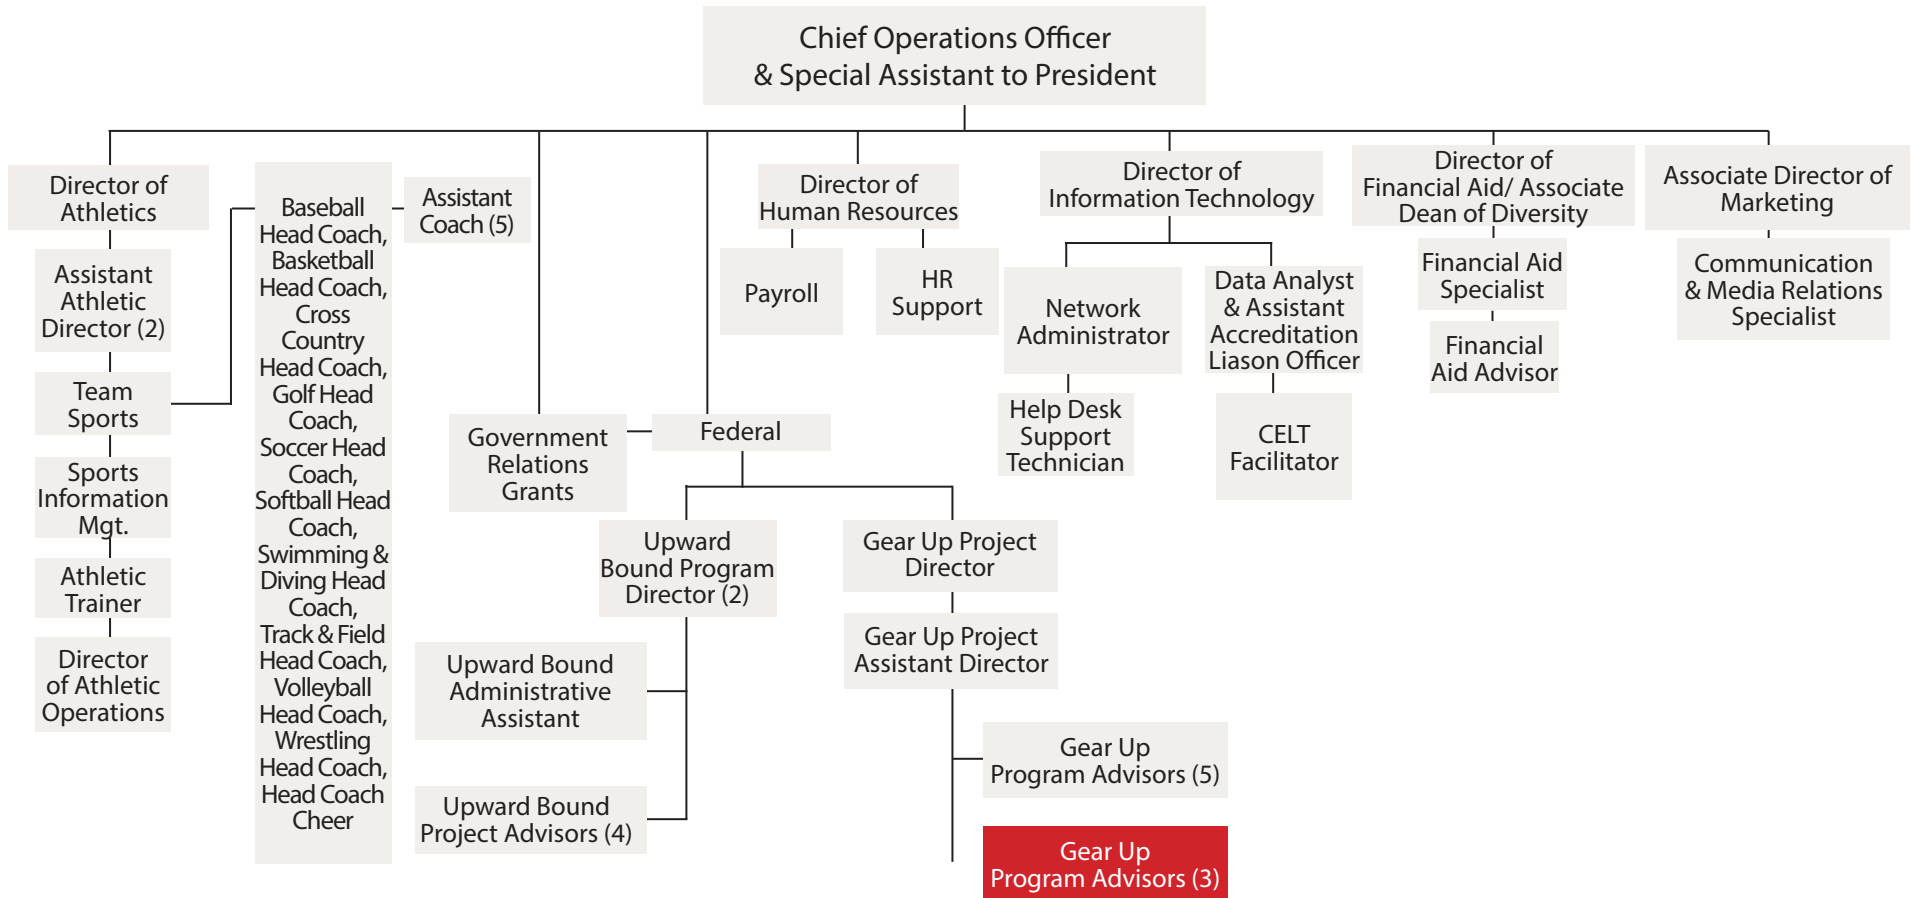 Chief Operations Officer
& Special Assistant to President
Director of
Athletics
Assistant
Athletic
Director (2)
Team
Sports
Sports
Information
Mgt.
Athletic
Trainer
Director
of Athletic
Operations
Baseball
Head Coach,
Basketball
Head Coach,
Cross
Country
Head Coach,
Golf Head
Coach,
Soccer Head
Coach,
Softball Head
Coach,
Swimming &
Diving Head
Coach,
Track & Field
Head Coach,
Volleyball
Head Coach,
Wrestling
Head Coach,
Head Coach
Cheer
Assistant
Coach (5)
Government
Relations
Grants
Federal
Upward
Bound Program
Director (2)
Upward Bound
Administrative
Assistant
Upward Bound
Project Advisors (4)
Gear Up Project
Director
Gear Up Project
Assistant Director
Gear Up
Program Advisors (5)
Gear Up
Program Advisors (3)
Director of
Human Resources
Payroll
HR
Support
Director of
Information Technology
Network
Administrator
Help Desk
Support
Technician
Data Analyst
& Assistant
Accreditation
Liason Officer
CELT
Facilitator
Director of
Financial Aid/ Associate
Dean of Diversity
Financial Aid
Specialist
Financial
Aid Advisor
Associate Director of
Marketing
Communication
& Media Relations
Specialist